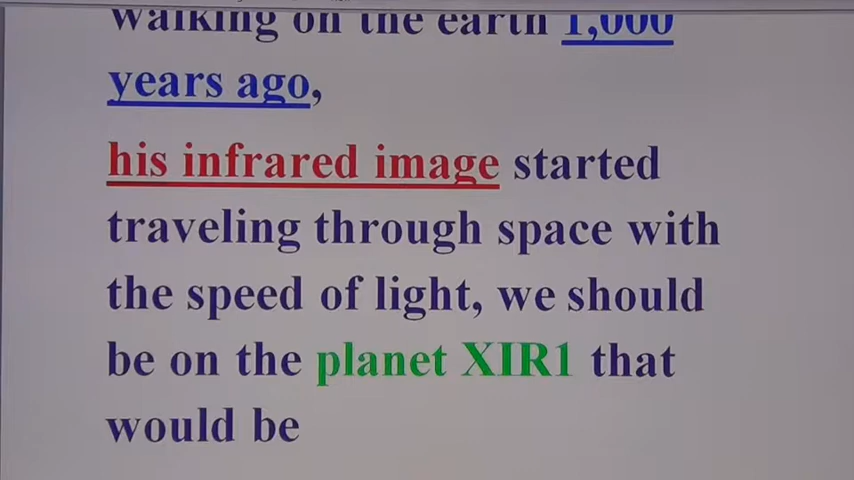 walking on the earth 1,000
years ago,
his infrared image started
traveling through space with
the speed of light, we should
be on the planet XIR1 that
would be